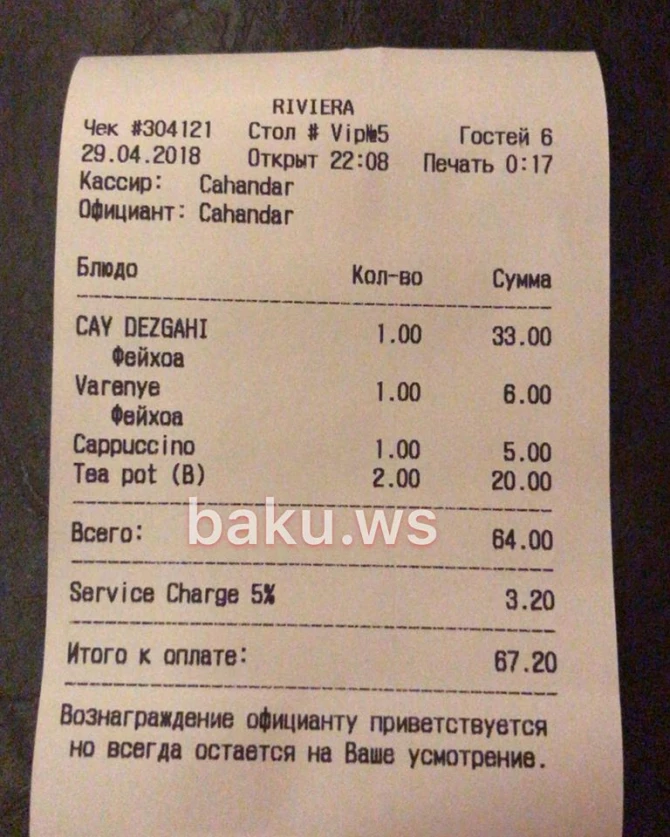 RIVIERA
Чек #304121 Стол # Vip№5 Гостей 6
29.04.2018 Открыт 22:08 Печать 0:17
Кассир: Cahandar
Официант: Cahandar
Блюдо Кол-во Сумма
CAY DEZGAHI 1.00 33.00
Фейхоа
Varenye 1.00 6.00
Фейхоа
Cappuccino 1.00 5.00
Tea pot (B) 2.00 20.00
baku.ws
Всего: 64.00
Service Charge 5% 3.20
Итого к оплате: 67.20
Вознаграждение официанту приветствуется
но всегда остается на Ваше усмотрение.